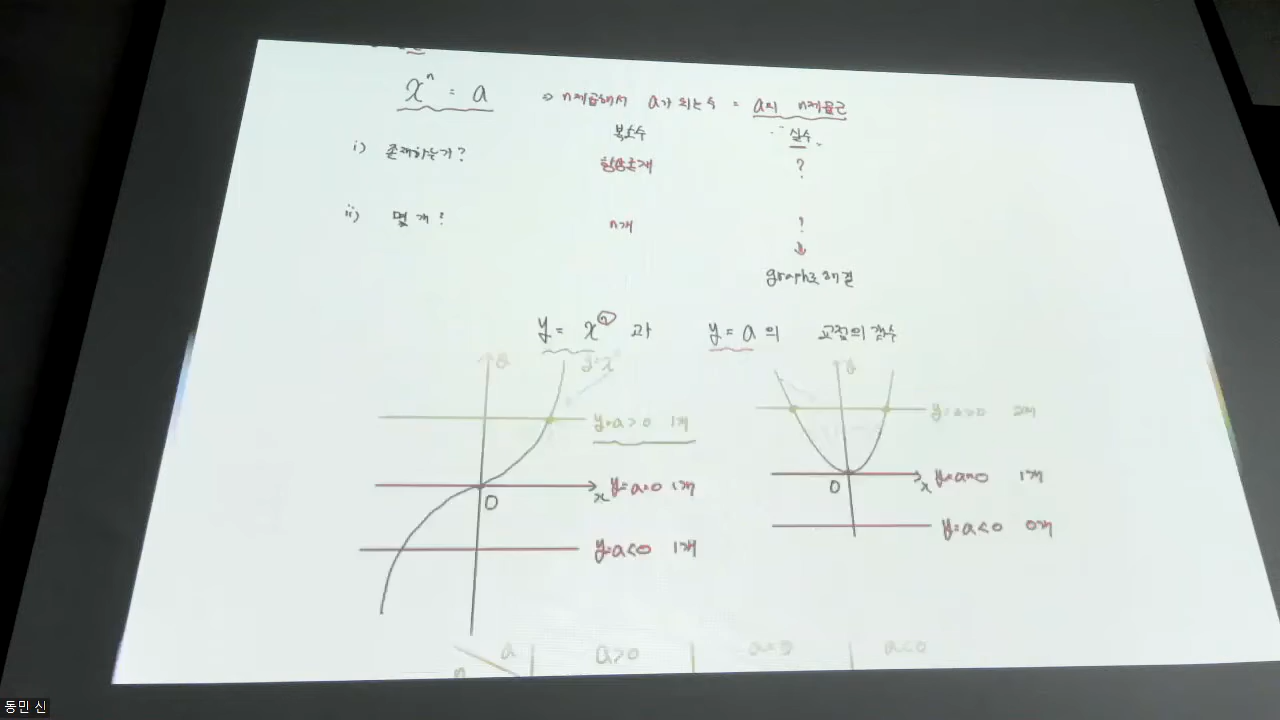 xⁿ = a ⇒ n제곱해서 a가 되는 수 = a의 n제곱근
복소수 실수
i) 존재하는가? 항상존재 ?
ii) 몇 개? n개 ?
graph로 해결
y = xⁿ 과 y = a 의 교점의 갯수
y=a>0 1개
y=a>0 2개
O x y=a=0 1개
O x y=a=0 1개
y=a<0 1개
y=a<0 0개
a a>0 a=0 a<0
n
동민 신